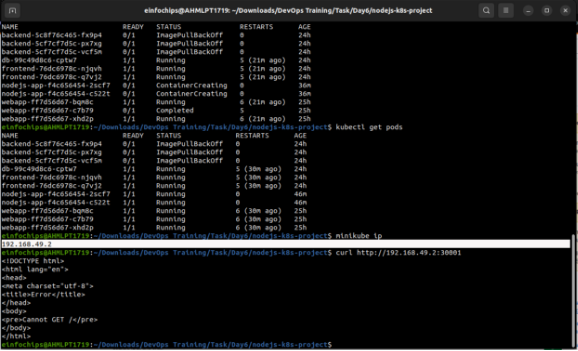 einfochips@AHMLPT1719: ~/Downloads/DevOps Training/Task/Day6/nodejs-k8s-project
NAME READY STATUS RESTARTS AGE
backend-5c8f76c465-fx9p4 0/1 ImagePullBackOff 0 24h
backend-5c7cf7d5c-px7xg 0/1 ImagePullBackOff 0 24h
backend-5c7cf7d5c-vcf5m 0/1 ImagePullBackOff 0 24h
db-99c49d8c6-cptw7 1/1 Running 5 (21m ago) 24h
frontend-76dc6978c-njqvh 1/1 Running 6 (21m ago) 24h
frontend-76dc6978c-q7vj2 1/1 Running 5 (21m ago) 24h
nodejs-app-f4c656454-2scf7 0/1 ContainerCreating 0 36m
nodejs-app-f4c656454-c522t 0/1 ContainerCreating 0 36m
webapp-ff7d56d67-bqm8c 1/1 Running 6 (21m ago) 25h
webapp-ff7d56d67-c7b79 0/1 Completed 5 25h
webapp-ff7d56d67-xhd2p 1/1 Running 6 (21m ago) 25h
einfochips@AHMLPT1719:~/Downloads/DevOps Training/Task/Day6/nodejs-k8s-project$ kubectl get pods
NAME READY STATUS RESTARTS AGE
backend-5c8f76c465-fx9p4 0/1 ImagePullBackOff 0 24h
backend-5c7cf7d5c-px7xg 0/1 ImagePullBackOff 0 24h
backend-5c7cf7d5c-vcf5m 0/1 ImagePullBackOff 0 24h
db-99c49d8c6-cptw7 1/1 Running 5 (30m ago) 24h
frontend-76dc6978c-njqvh 1/1 Running 5 (30m ago) 24h
frontend-76dc6978c-q7vj2 1/1 Running 5 (30m ago) 24h
nodejs-app-f4c656454-2scf7 1/1 Running 0 46m
nodejs-app-f4c656454-c522t 1/1 Running 0 46m
webapp-ff7d56d67-bqm8c 1/1 Running 6 (30m ago) 25h
webapp-ff7d56d67-c7b79 1/1 Running 6 (30m ago) 25h
webapp-ff7d56d67-xhd2p 1/1 Running 6 (30m ago) 25h
einfochips@AHMLPT1719:~/Downloads/DevOps Training/Task/Day6/nodejs-k8s-project$ minikube ip
192.168.49.2
einfochips@AHMLPT1719:~/Downloads/DevOps Training/Task/Day6/nodejs-k8s-project$ curl http://192.168.49.2:30001
<!DOCTYPE html>
<html lang="en">
<head>
<meta charset="utf-8">
<title>Error</title>
</head>
<body>
<pre>Cannot GET /</pre>
</body>
</html>
einfochips@AHMLPT1719:~/Downloads/DevOps Training/Task/Day6/nodejs-k8s-project$